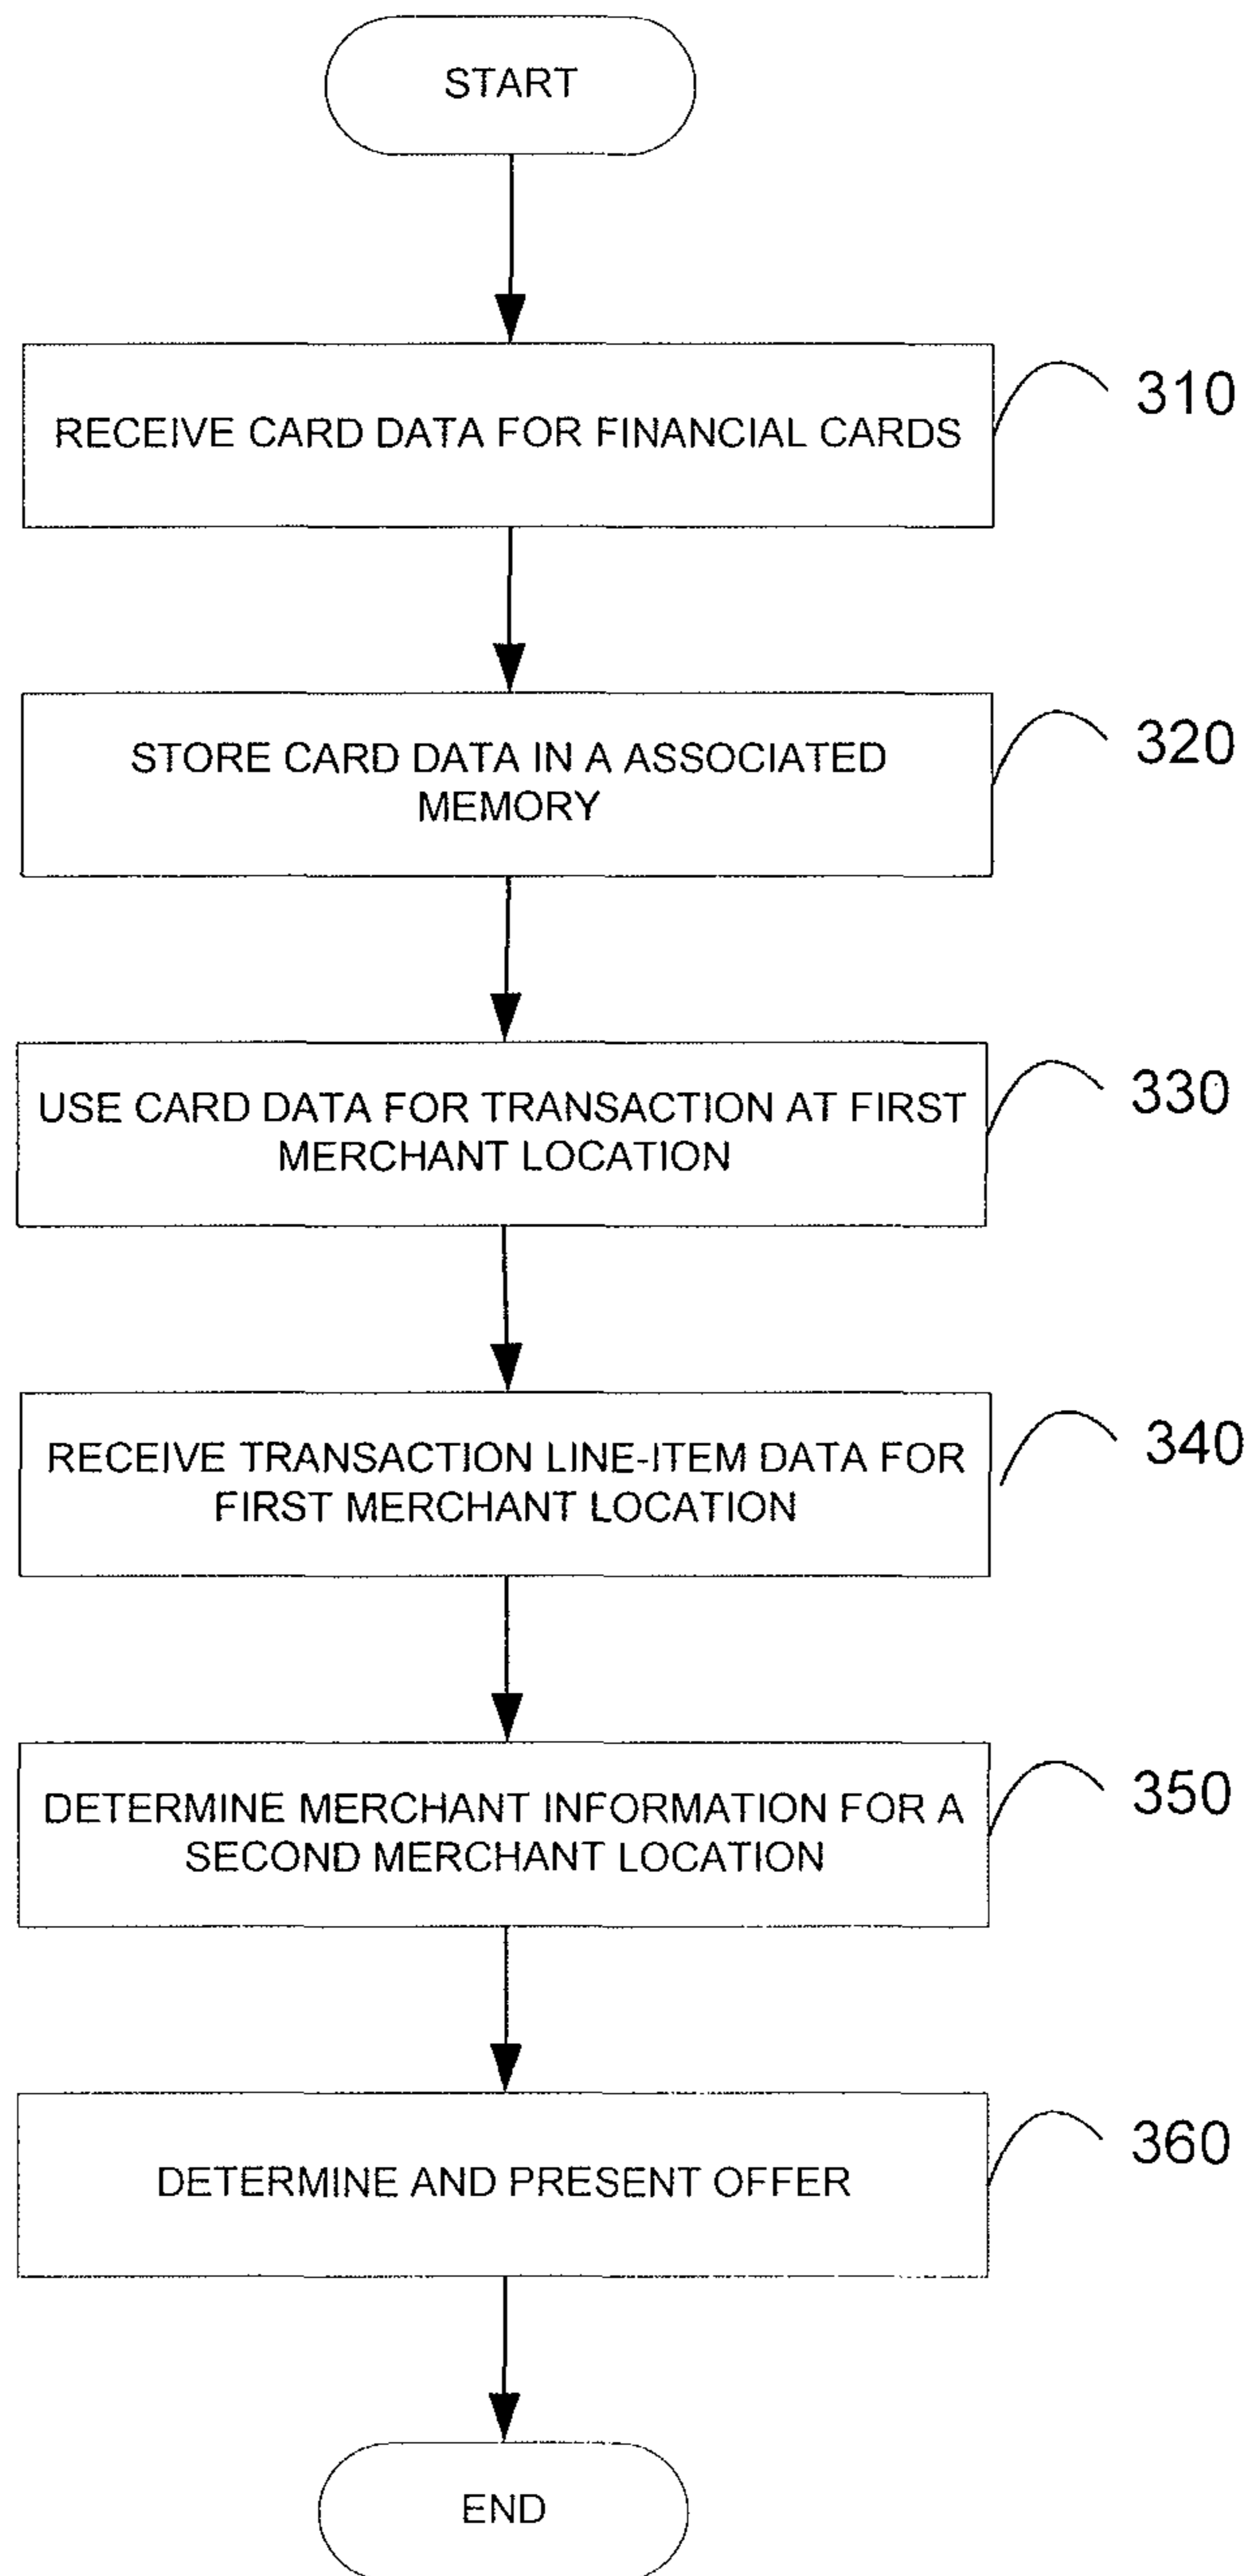 START
RECEIVE CARD DATA FOR FINANCIAL CARDS
310
STORE CARD DATA IN A ASSOCIATED
MEMORY
320
USE CARD DATA FOR TRANSACTION AT FIRST
MERCHANT LOCATION
330
RECEIVE TRANSACTION LINE-ITEM DATA FOR
FIRST MERCHANT LOCATION
340
DETERMINE MERCHANT INFORMATION FOR A
SECOND MERCHANT LOCATION
350
DETERMINE AND PRESENT OFFER
360
END